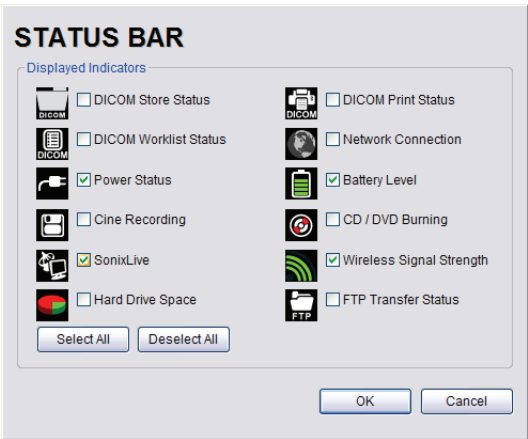 STATUS BAR
Displayed Indicators
DICOM DICOM Store Status
DICOM DICOM Print Status
DICOM DICOM Worklist Status
Network Connection
Power Status
Battery Level
Cine Recording
CD / DVD Burning
SonixLive
Wireless Signal Strength
Hard Drive Space
FTP FTP Transfer Status
Select All
Deselect All
OK
Cancel